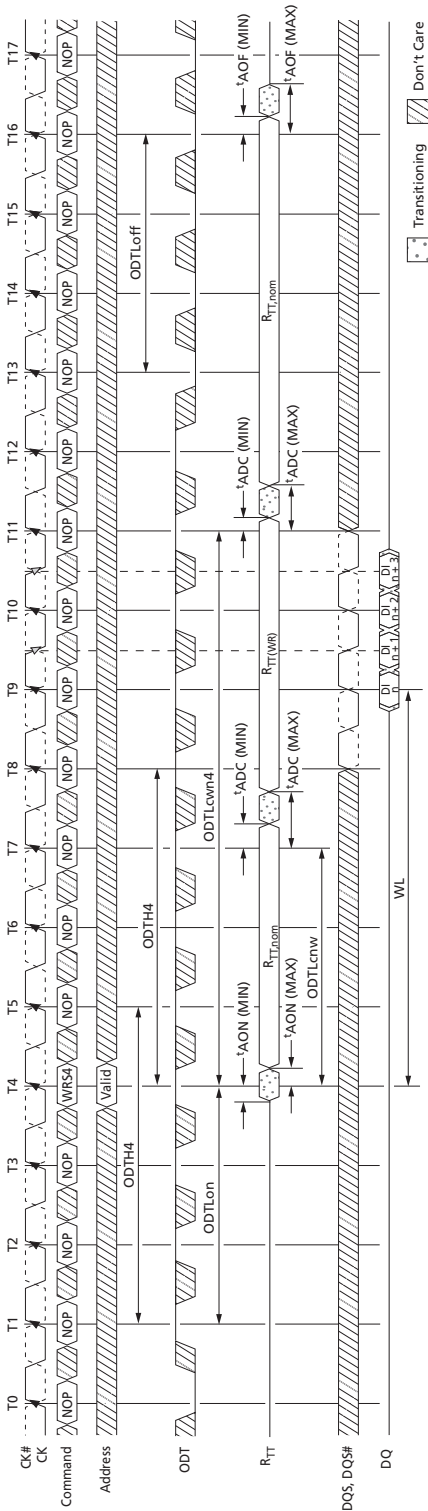 T0 T1 T2 T3 T4 T5 T6 T7 T8 T9 T10 T11 T12 T13 T14 T15 T16 T17
CK#
CK
Command NOP NOP NOP NOP WRS4 NOP NOP NOP NOP NOP NOP NOP NOP NOP NOP NOP NOP NOP
Address Valid
ODTH4 ODTH4 ODTLoff
ODT
ODTLon ODTLcwn4
tAON (MIN) tADC (MIN) tADC (MIN) tAOF (MIN)
RTT RTT,nom RTT(WR) RTT,nom
tAON (MAX) tADC (MAX) tADC (MAX) tAOF (MAX)
ODTLcnw
DQS, DQS#
DQ DI n DI n + 1 DI n + 2 DI n + 3
WL
Transitioning Don't Care